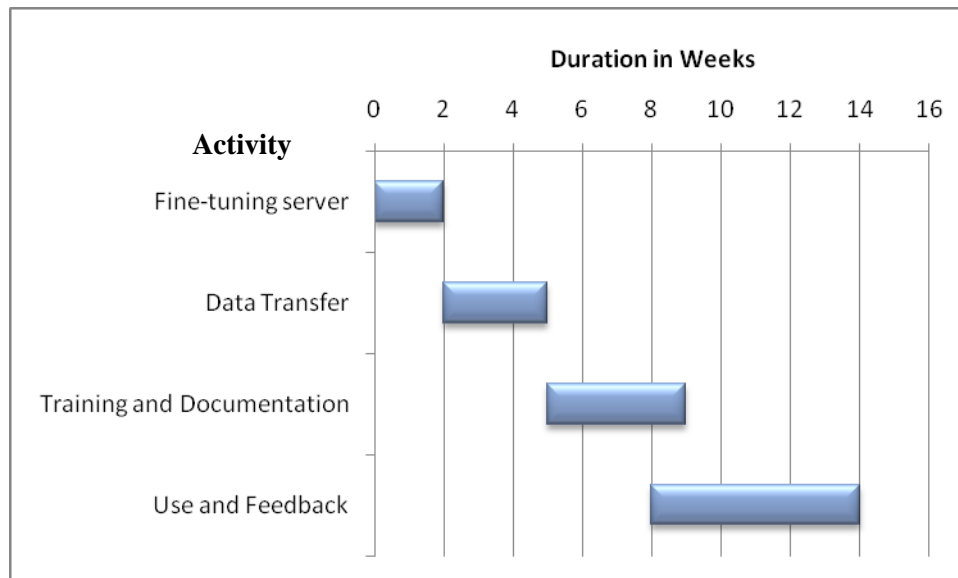 Duration in Weeks
0 2 4 6 8 10 12 14 16
Activity
Fine-tuning server
Data Transfer
Training and Documentation
Use and Feedback